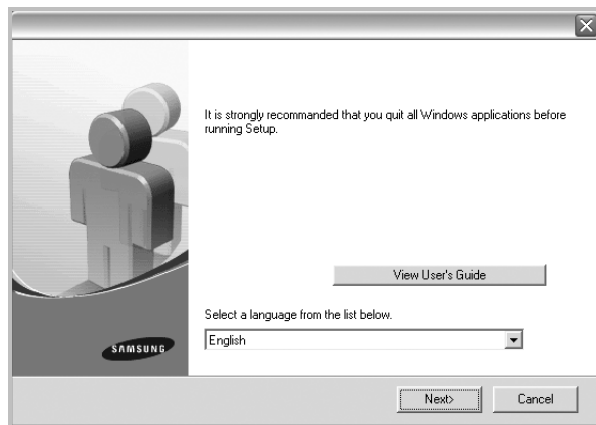 It is strongly recommanded that you quit all Windows applications before
running Setup.
View User's Guide
Select a language from the list below.
English
SAMSUNG
Next>
Cancel